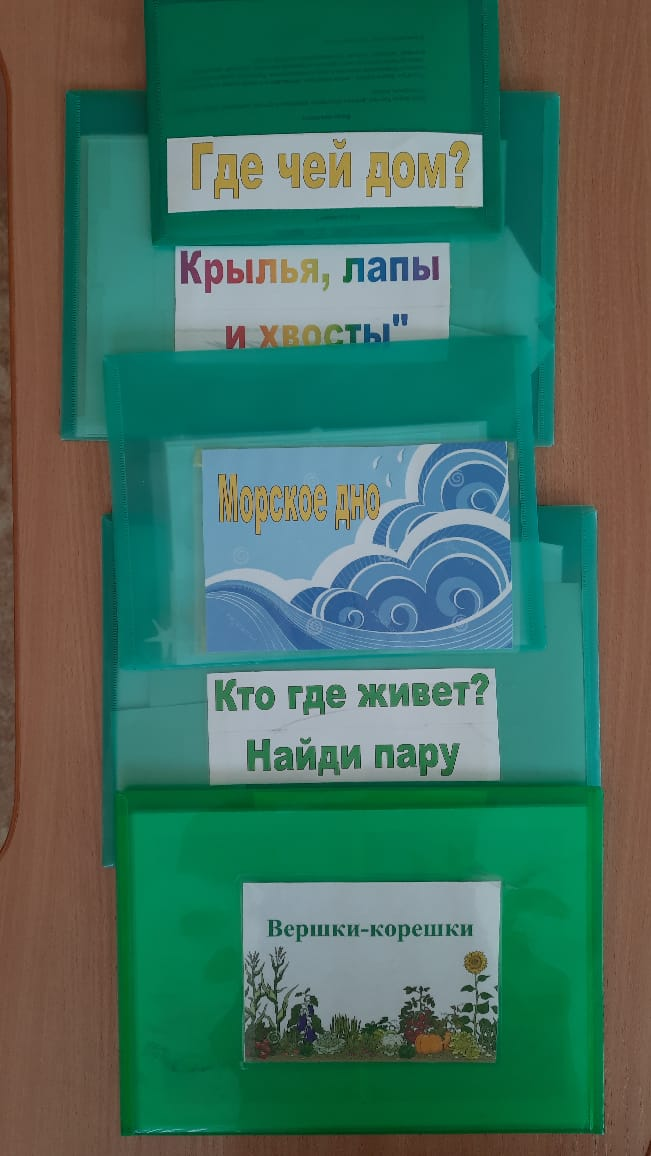 Где чей дом?
Крылья, лапы
и хвосты"
Морское дно
Кто где живет?
Найди пару
Вершки-корешки